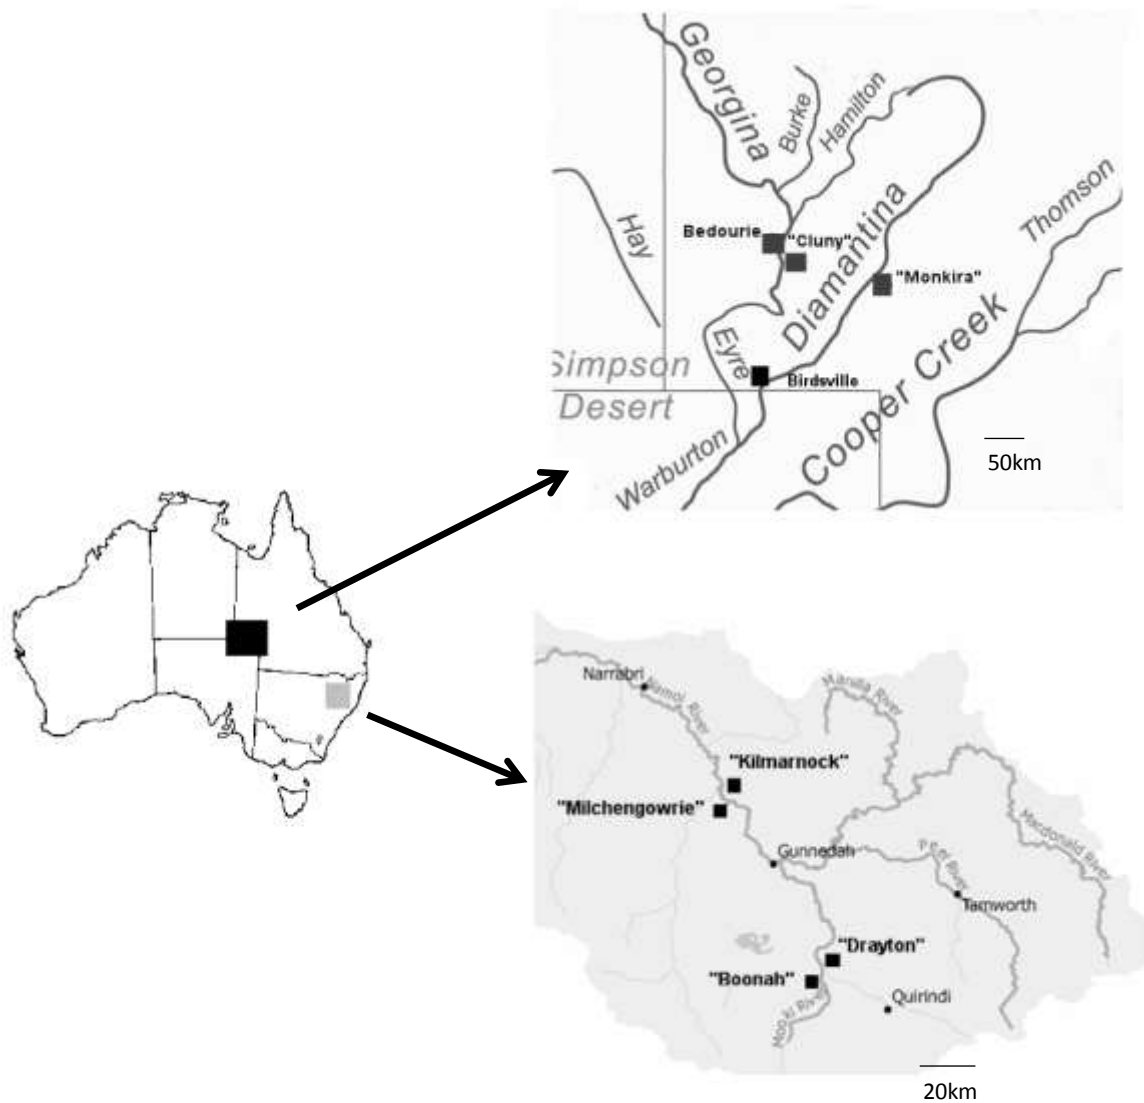 Georgina
Burke
Hamilton
Thomson
Hay
Bedourie
"Cluny"
Diamantina
"Monkira"
Eyre
Simpson
Birdsville
Desert
Cooper Creek
Warburton
50km
Narrabri
Namoi River
Manilla River
"Kilmarnock"
"Milchengowrie"
Gunnedah
Peel River
Macdonald River
Tamworth
"Drayton"
"Boonah"
Quirindi
Mooki River
20km